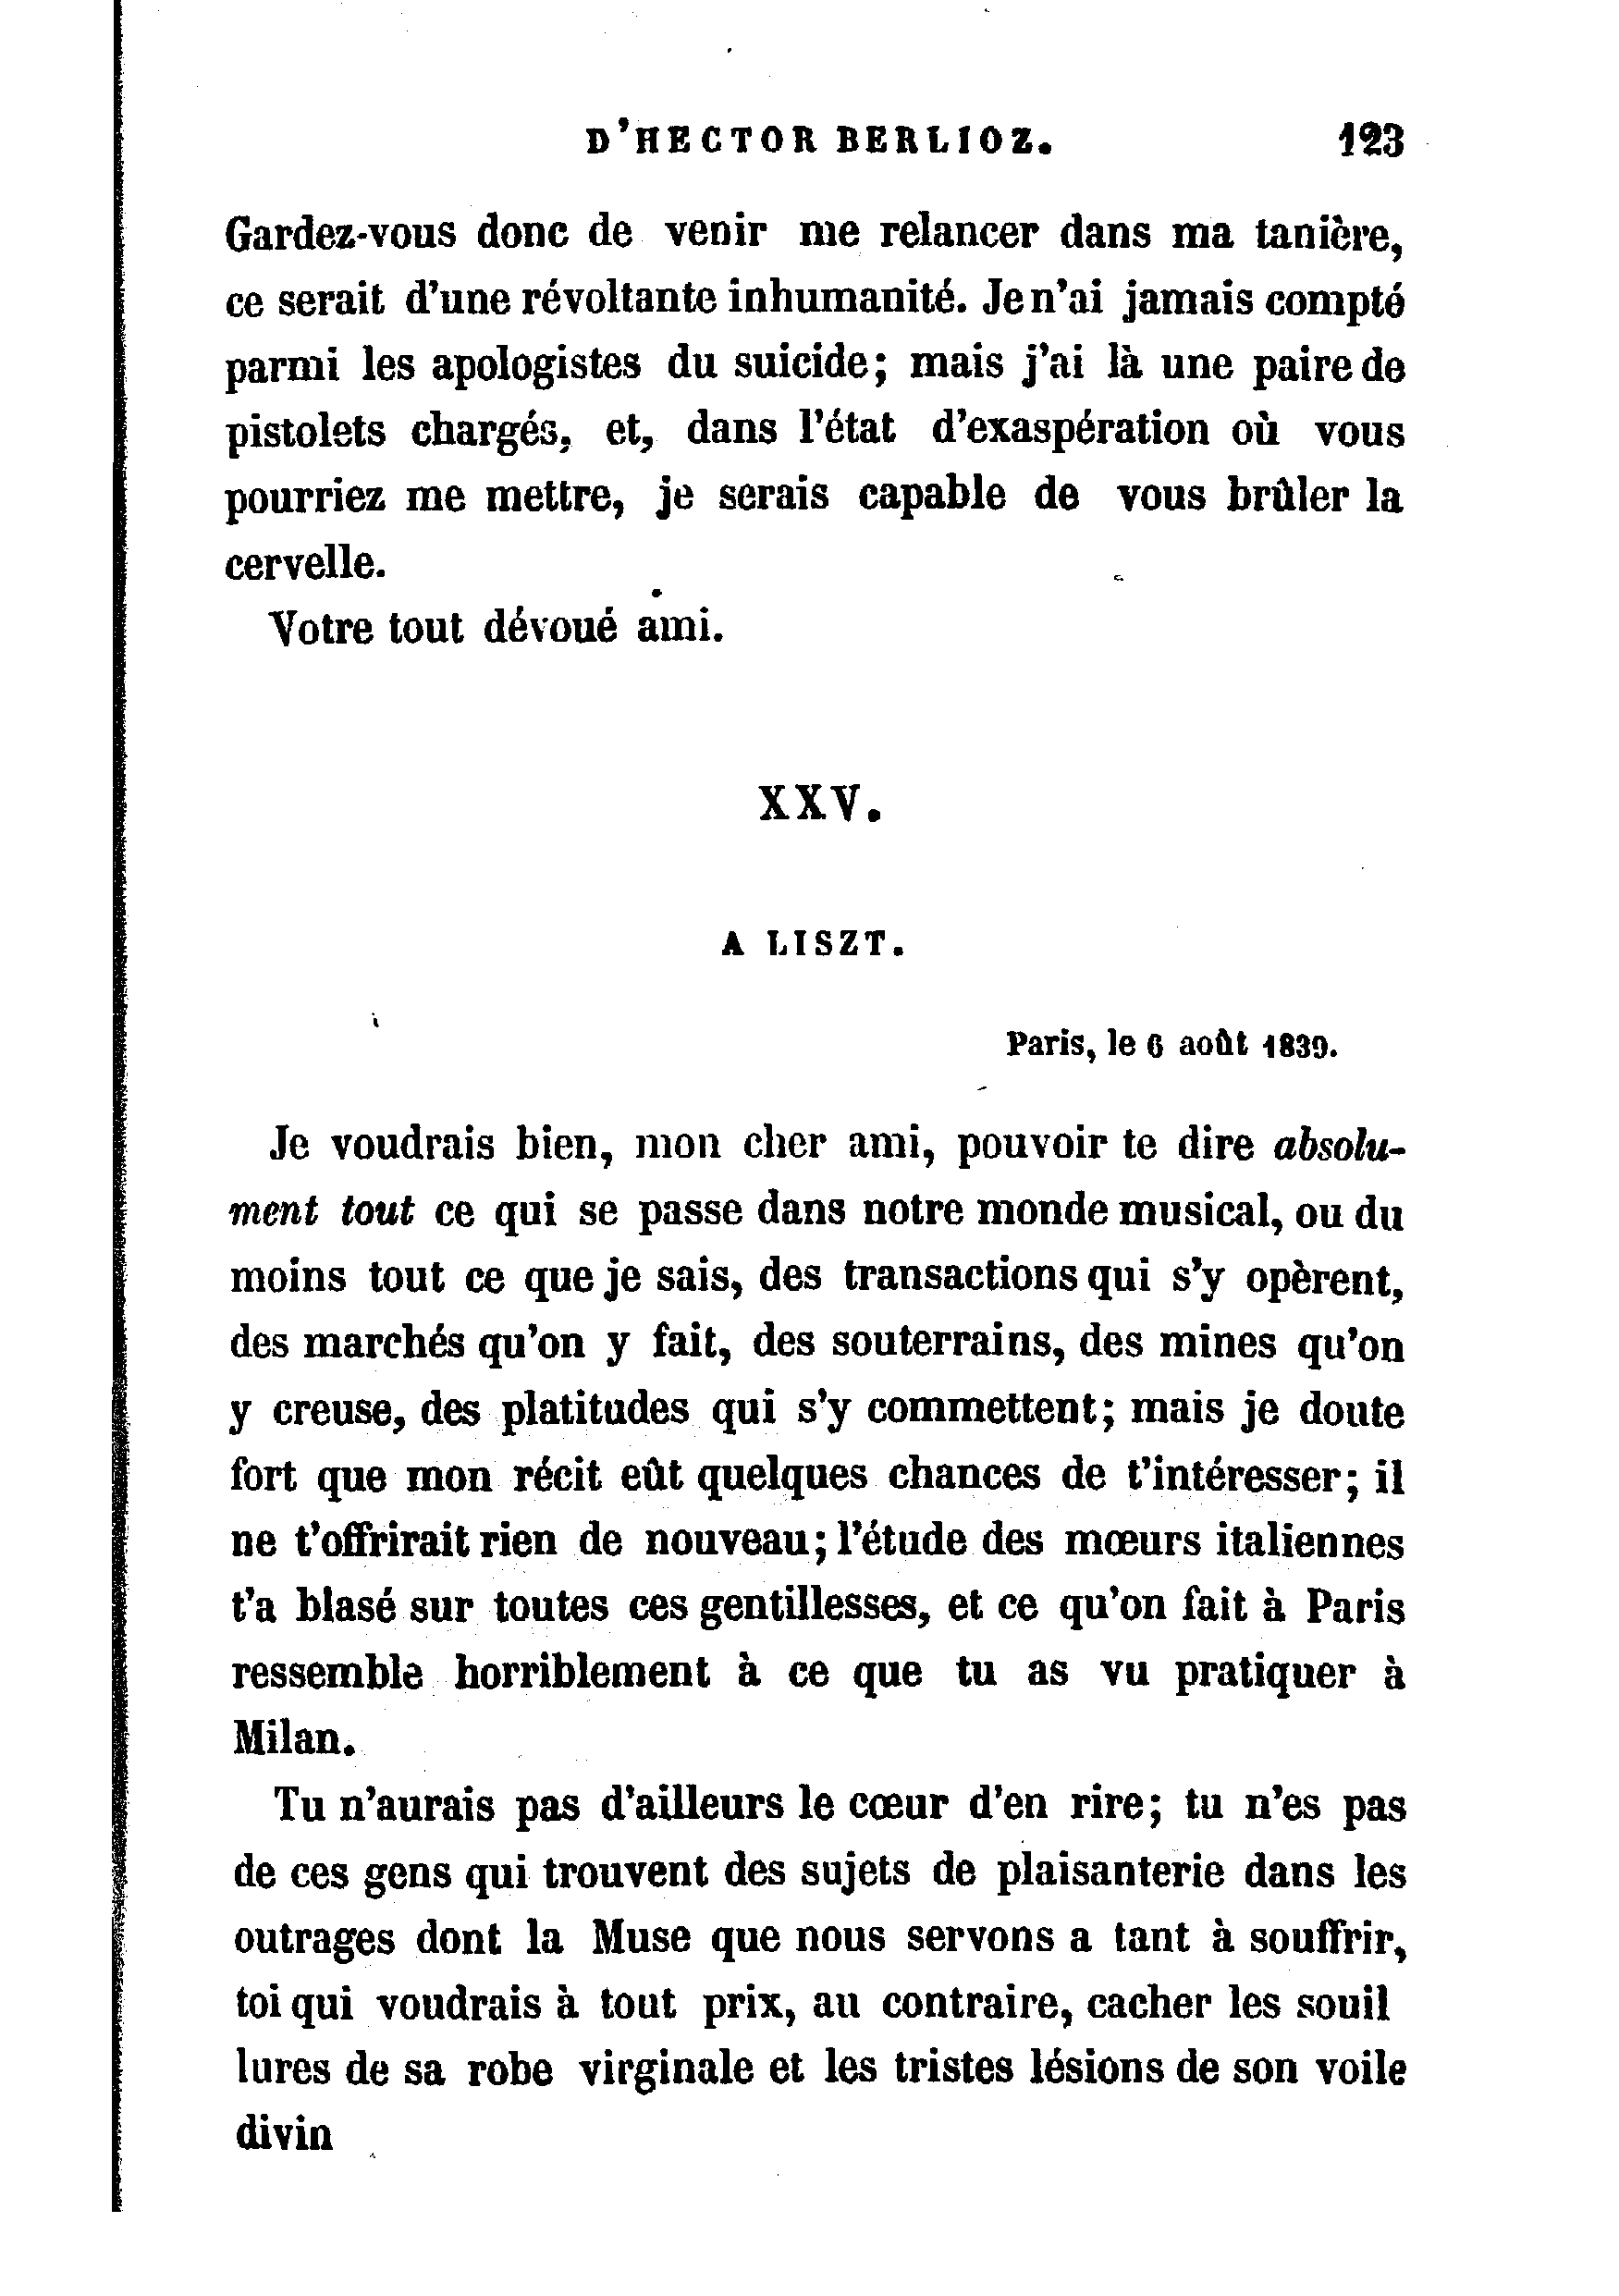 D'HECTOR BERLIOZ. 123
Gardez-vous donc de venir me relancer dans ma tanière,
ce serait d'une révoltante inhumanité. Je n'ai jamais compté
parmi les apologistes du suicide; mais j'ai là une paire de
pistolets chargés, et, dans l'état d'exaspération où vous
pourriez me mettre, je serais capable de vous brûler la
cervelle.
Votre tout dévoué ami.
XXV.
A LISZT.
Paris, le 6 août 1839.
Je voudrais bien, mon cher ami, pouvoir te dire absolu-
ment tout ce qui se passe dans notre monde musical, ou du
moins tout ce que je sais, des transactions qui s'y opèrent,
des marchés qu'on y fait, des souterrains, des mines qu'on
y creuse, des platitudes qui s'y commettent; mais je doute
fort que mon récit eût quelques chances de t'intéresser; il
ne t'offrirait rien de nouveau; l'étude des mœurs italiennes
t'a blasé sur toutes ces gentillesses, et ce qu'on fait à Paris
ressemble horriblement à ce que tu as vu pratiquer à
Milan.
Tu n'aurais pas d'ailleurs le cœur d'en rire; tu n'es pas
de ces gens qui trouvent des sujets de plaisanterie dans les
outrages dont la Muse que nous servons a tant à souffrir,
toi qui voudrais à tout prix, au contraire, cacher les souil
lures de sa robe virginale et les tristes lésions de son voile
divin